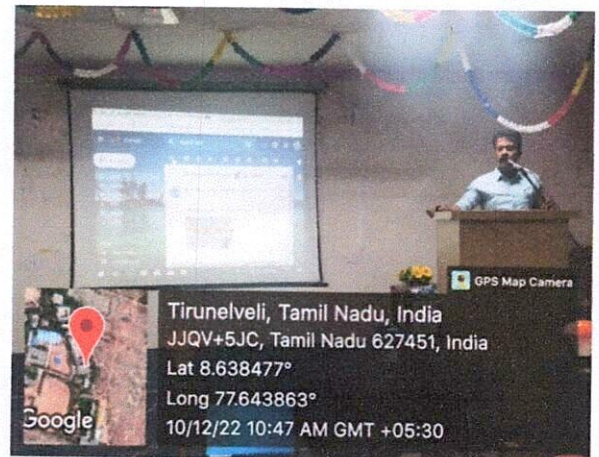 GPS Map Camera
Tirunelveli, Tamil Nadu, India
JJQV+5JC, Tamil Nadu 627451, India
Lat 8.638477°
Long 77.643863°
10/12/22 10:47 AM GMT +05:30
Google